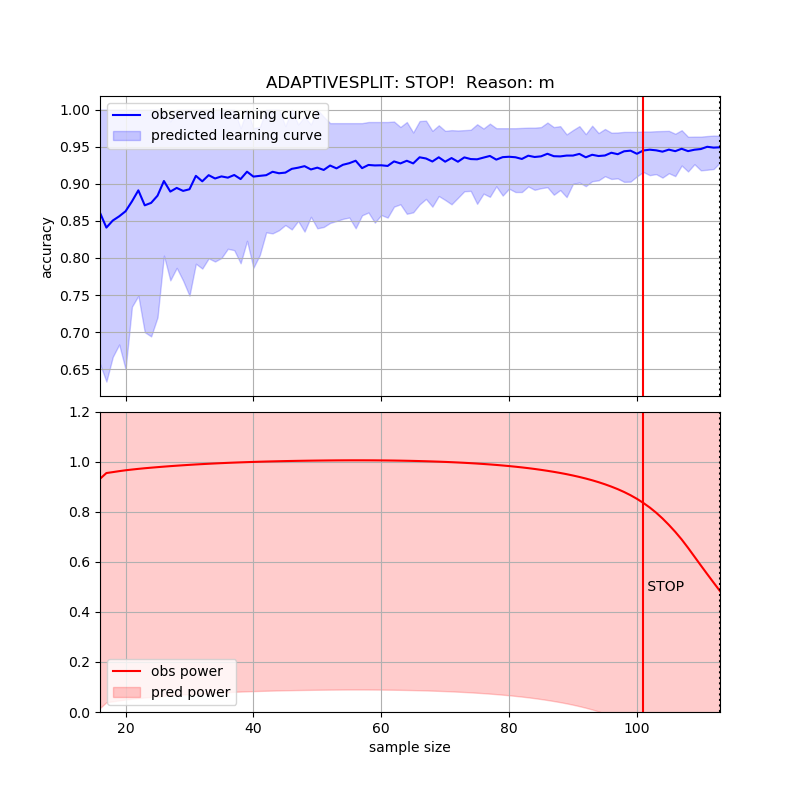 ADAPTIVESPLIT: STOP!  Reason: m
1.00
0.95
0.90
0.85
0.80
0.75
0.70
0.65
accuracy
observed learning curve
predicted learning curve
1.2
1.0
0.8
0.6
0.4
0.2
0.0
STOP
obs power
pred power
20 40 60 80 100
sample size